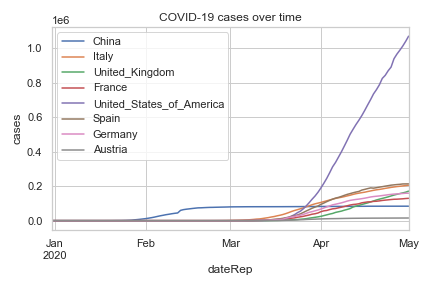 COVID-19 cases over time
1e6
1.0
0.8
0.6
0.4
0.2
0.0
cases
China
Italy
United_Kingdom
France
United_States_of_America
Spain
Germany
Austria
Jan Feb Mar Apr May
2020
dateRep